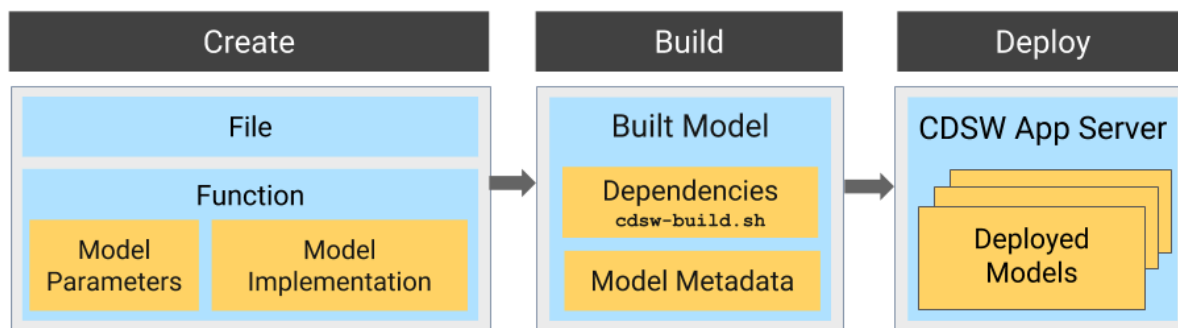 Create
Build
Deploy
File
Function
Model
Parameters
Model
Implementation
Built Model
Dependencies
cdsw-build.sh
Model Metadata
CDSW App Server
Deployed
Models